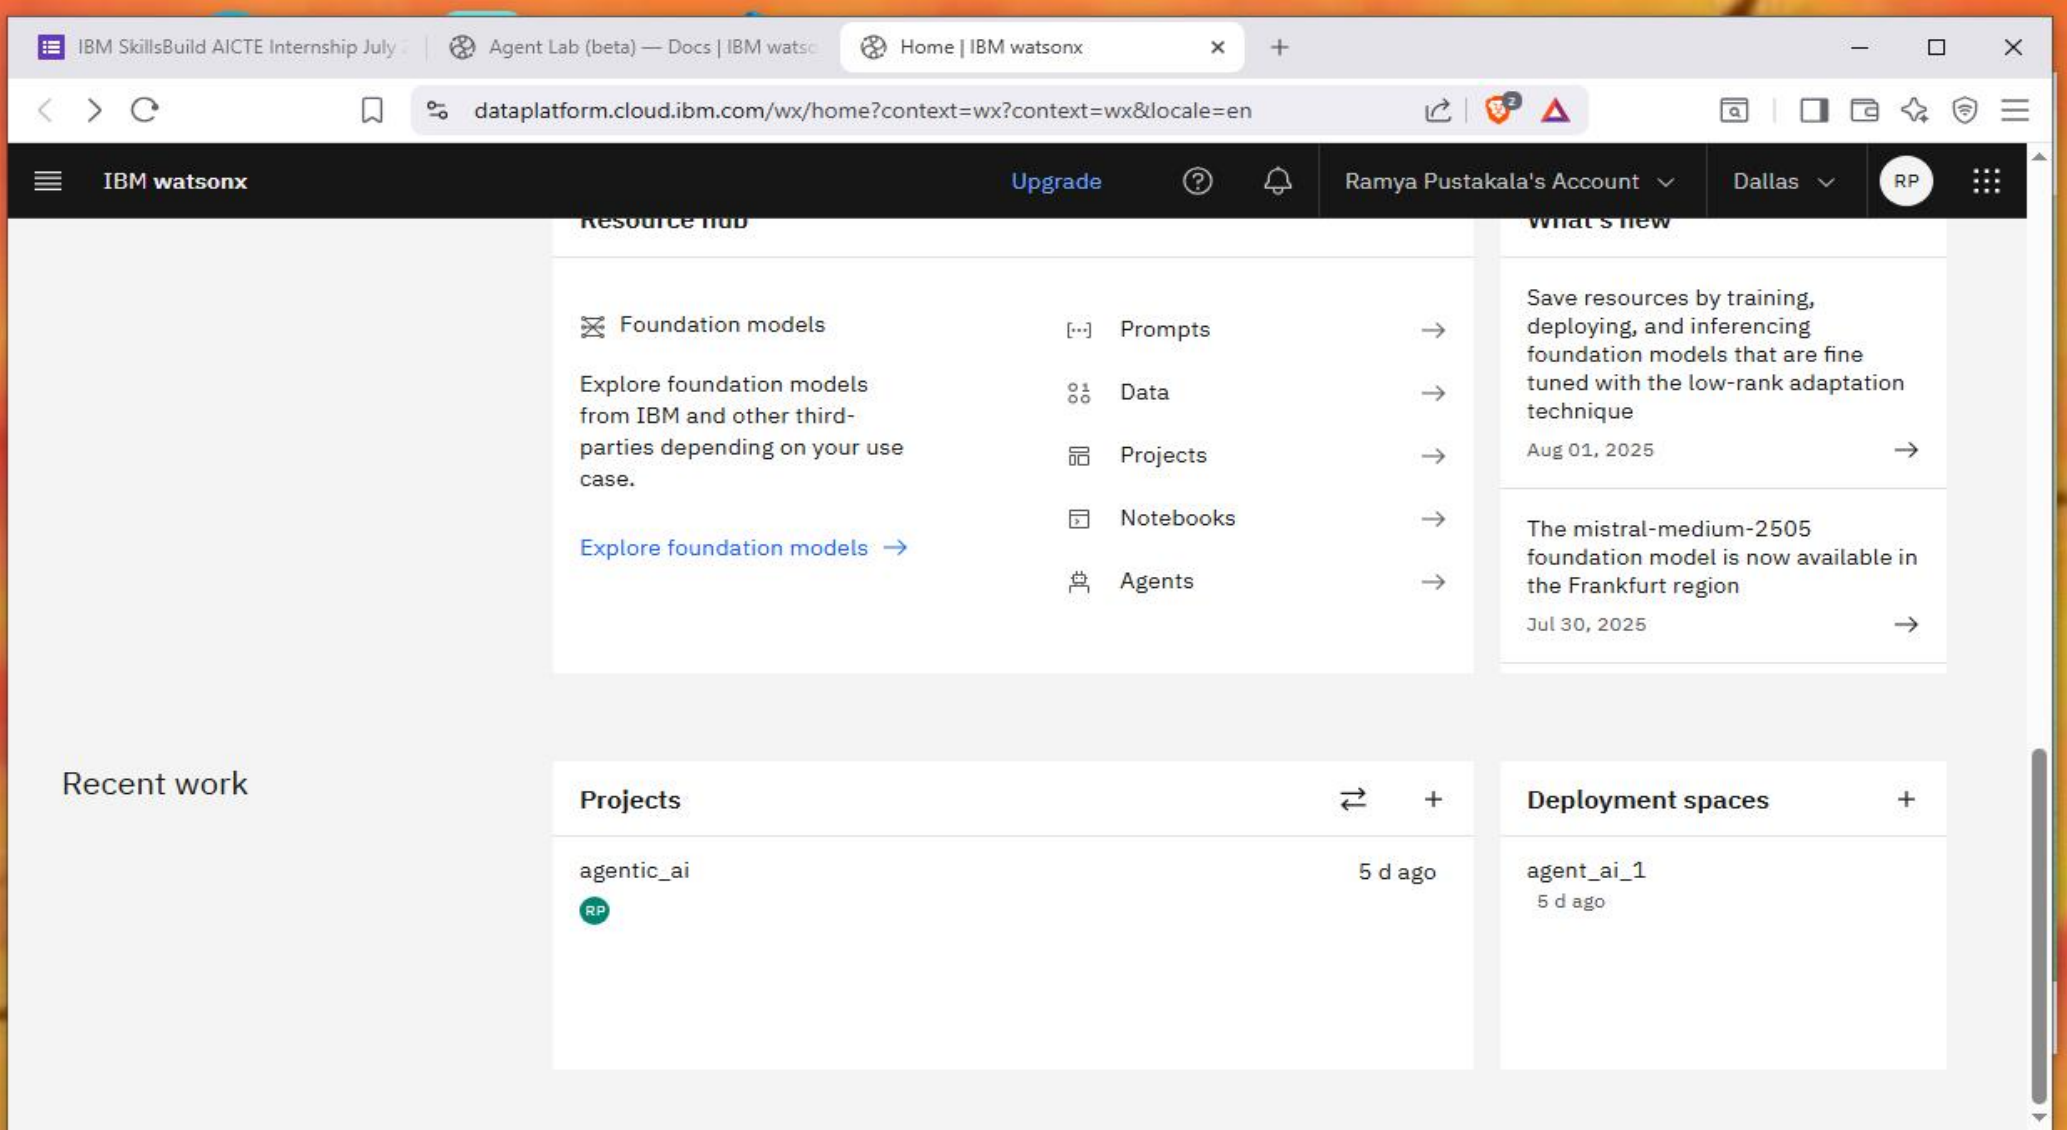 IBM SkillsBuild AICTE Internship July
Agent Lab (beta) — Docs | IBM watsc
Home | IBM watsonx
dataplatform.cloud.ibm.com/wx/home?context=wx?context=wx&locale=en
2
IBM watsonx
Upgrade
Ramya Pustakala's Account
Dallas
RP
Resource hub
What's new
Foundation models
Explore foundation models
from IBM and other third-
parties depending on your use
case.
Explore foundation models
Prompts
Data
Projects
Notebooks
Agents
Save resources by training,
deploying, and inferencing
foundation models that are fine
tuned with the low-rank adaptation
technique
Aug 01, 2025
The mistral-medium-2505
foundation model is now available in
the Frankfurt region
Jul 30, 2025
Recent work
Projects
agentic_ai
5 d ago
RP
Deployment spaces
agent_ai_1
5 d ago